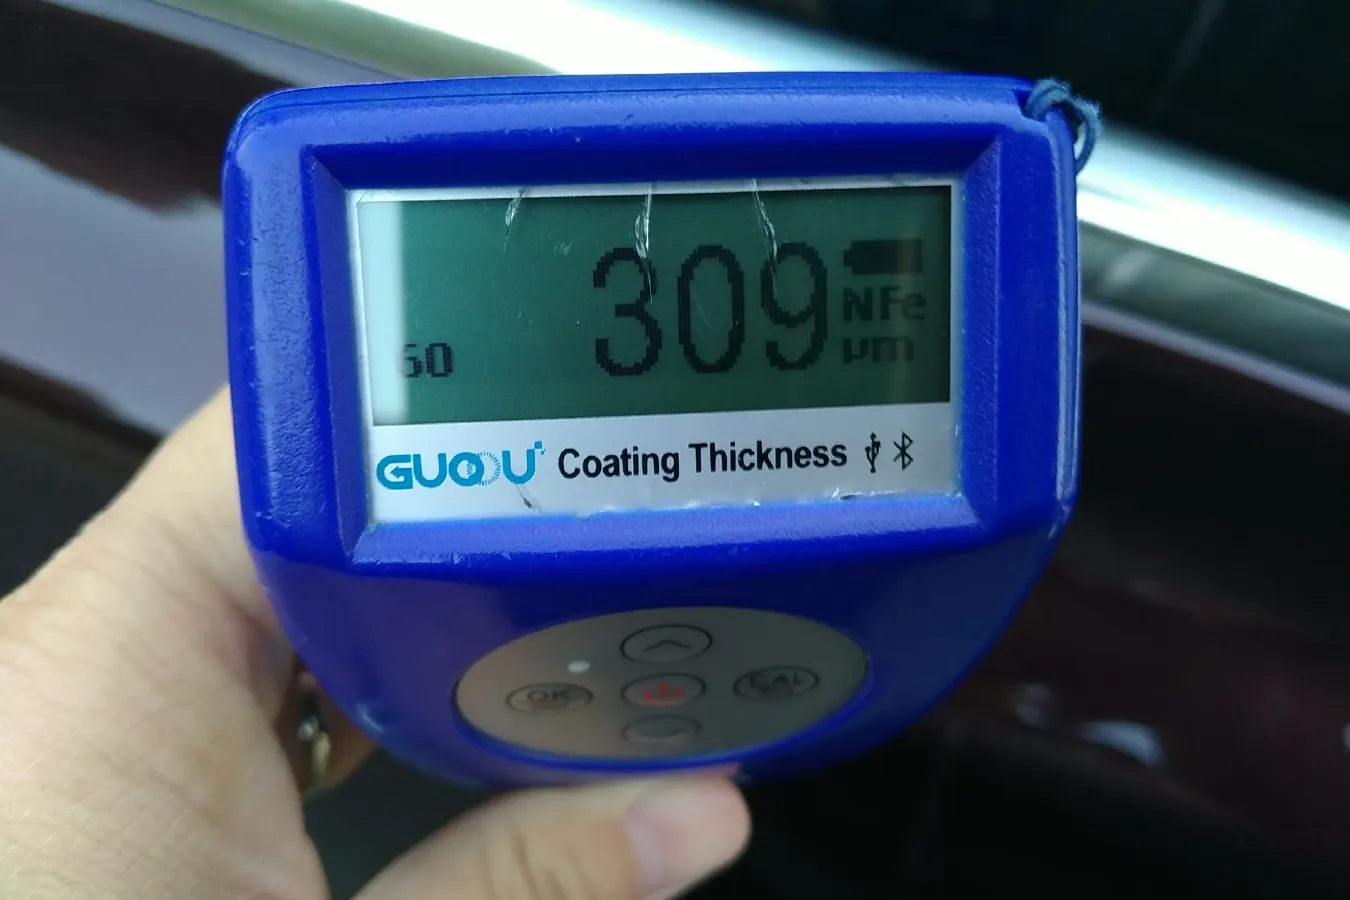 309
NFe
60
µm
GUOOU Coating Thickness
OK
CAL